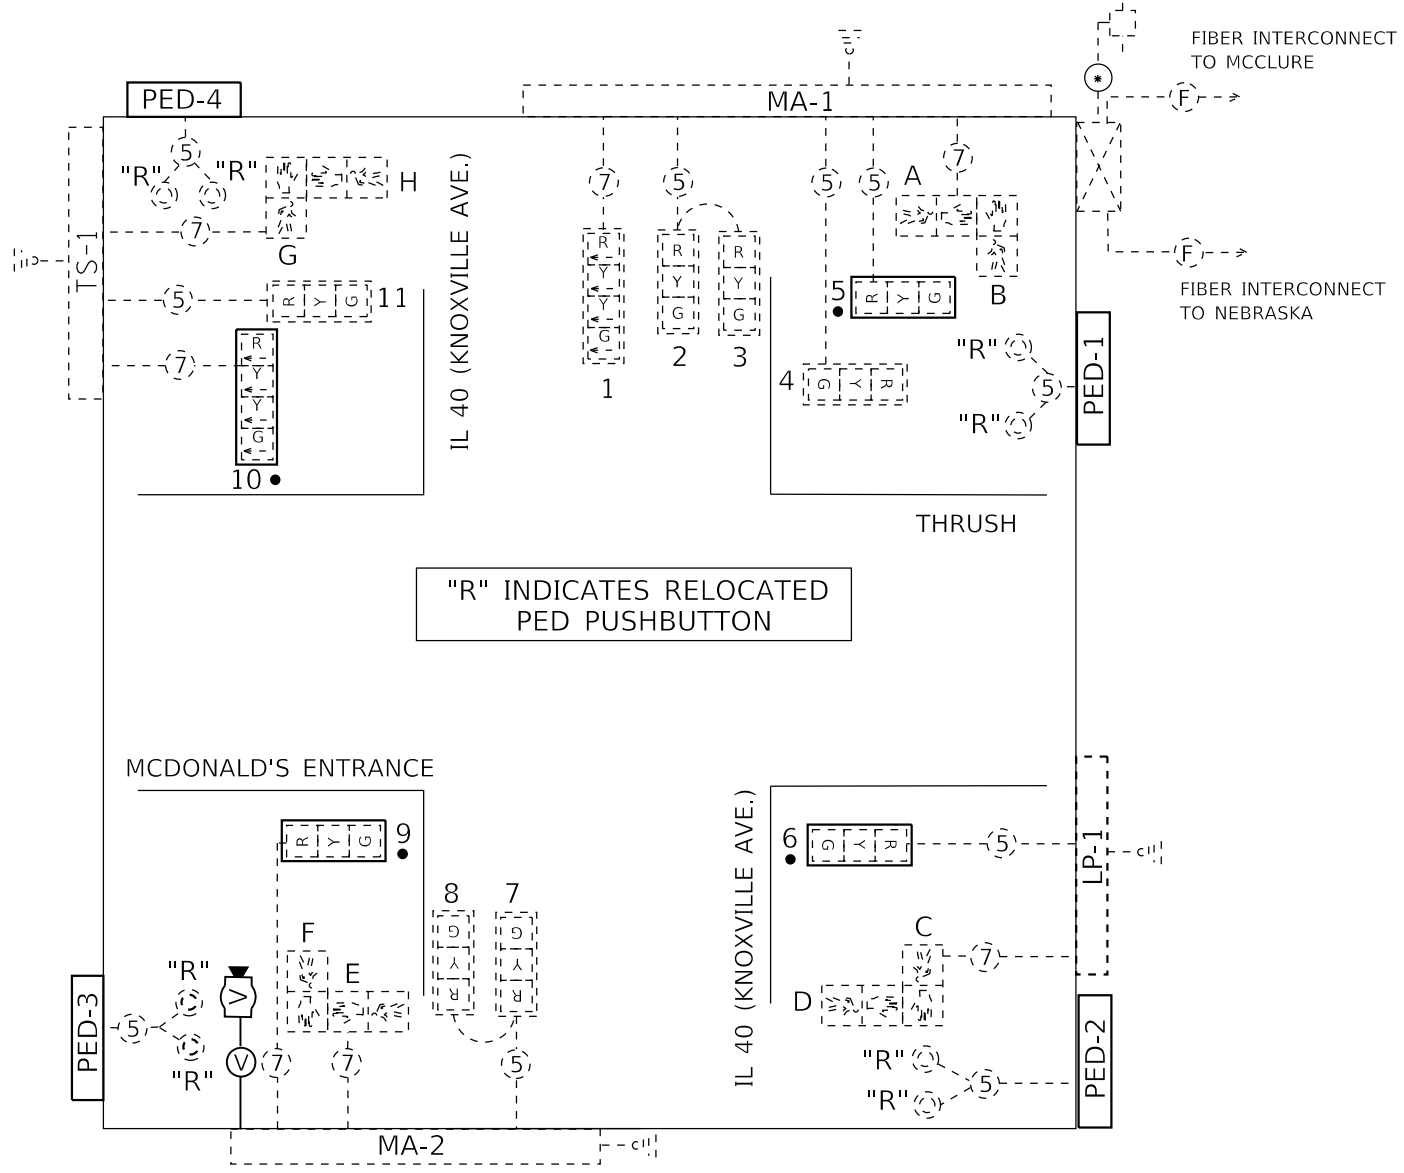 FIBER INTERCONNECT
TO MCCLURE
F
PED-4
MA-1
5
"R" "R"
H
7
G
TS-1
5
11
R Y G
7
R
Y
Y
G
10
IL 40 (KNOXVILLE AVE.)
7
5
5
5
7
A
B
R
Y
Y
G
1
R
Y
G
2
R
Y
G
3
5
R Y G
4
G Y R
F
FIBER INTERCONNECT
TO NEBRASKA
"R"
5
"R"
PED-1
THRUSH
"R" INDICATES RELOCATED
PED PUSHBUTTON
MCDONALD'S ENTRANCE
R Y G
9
8
G
Y
R
7
G
Y
R
F
E
"R"
5
"R"
PED-3
V
V
7
7
5
MA-2
IL 40 (KNOXVILLE AVE.)
6
G Y R
5
LP-1
C
7
D
"R"
5
"R"
PED-2